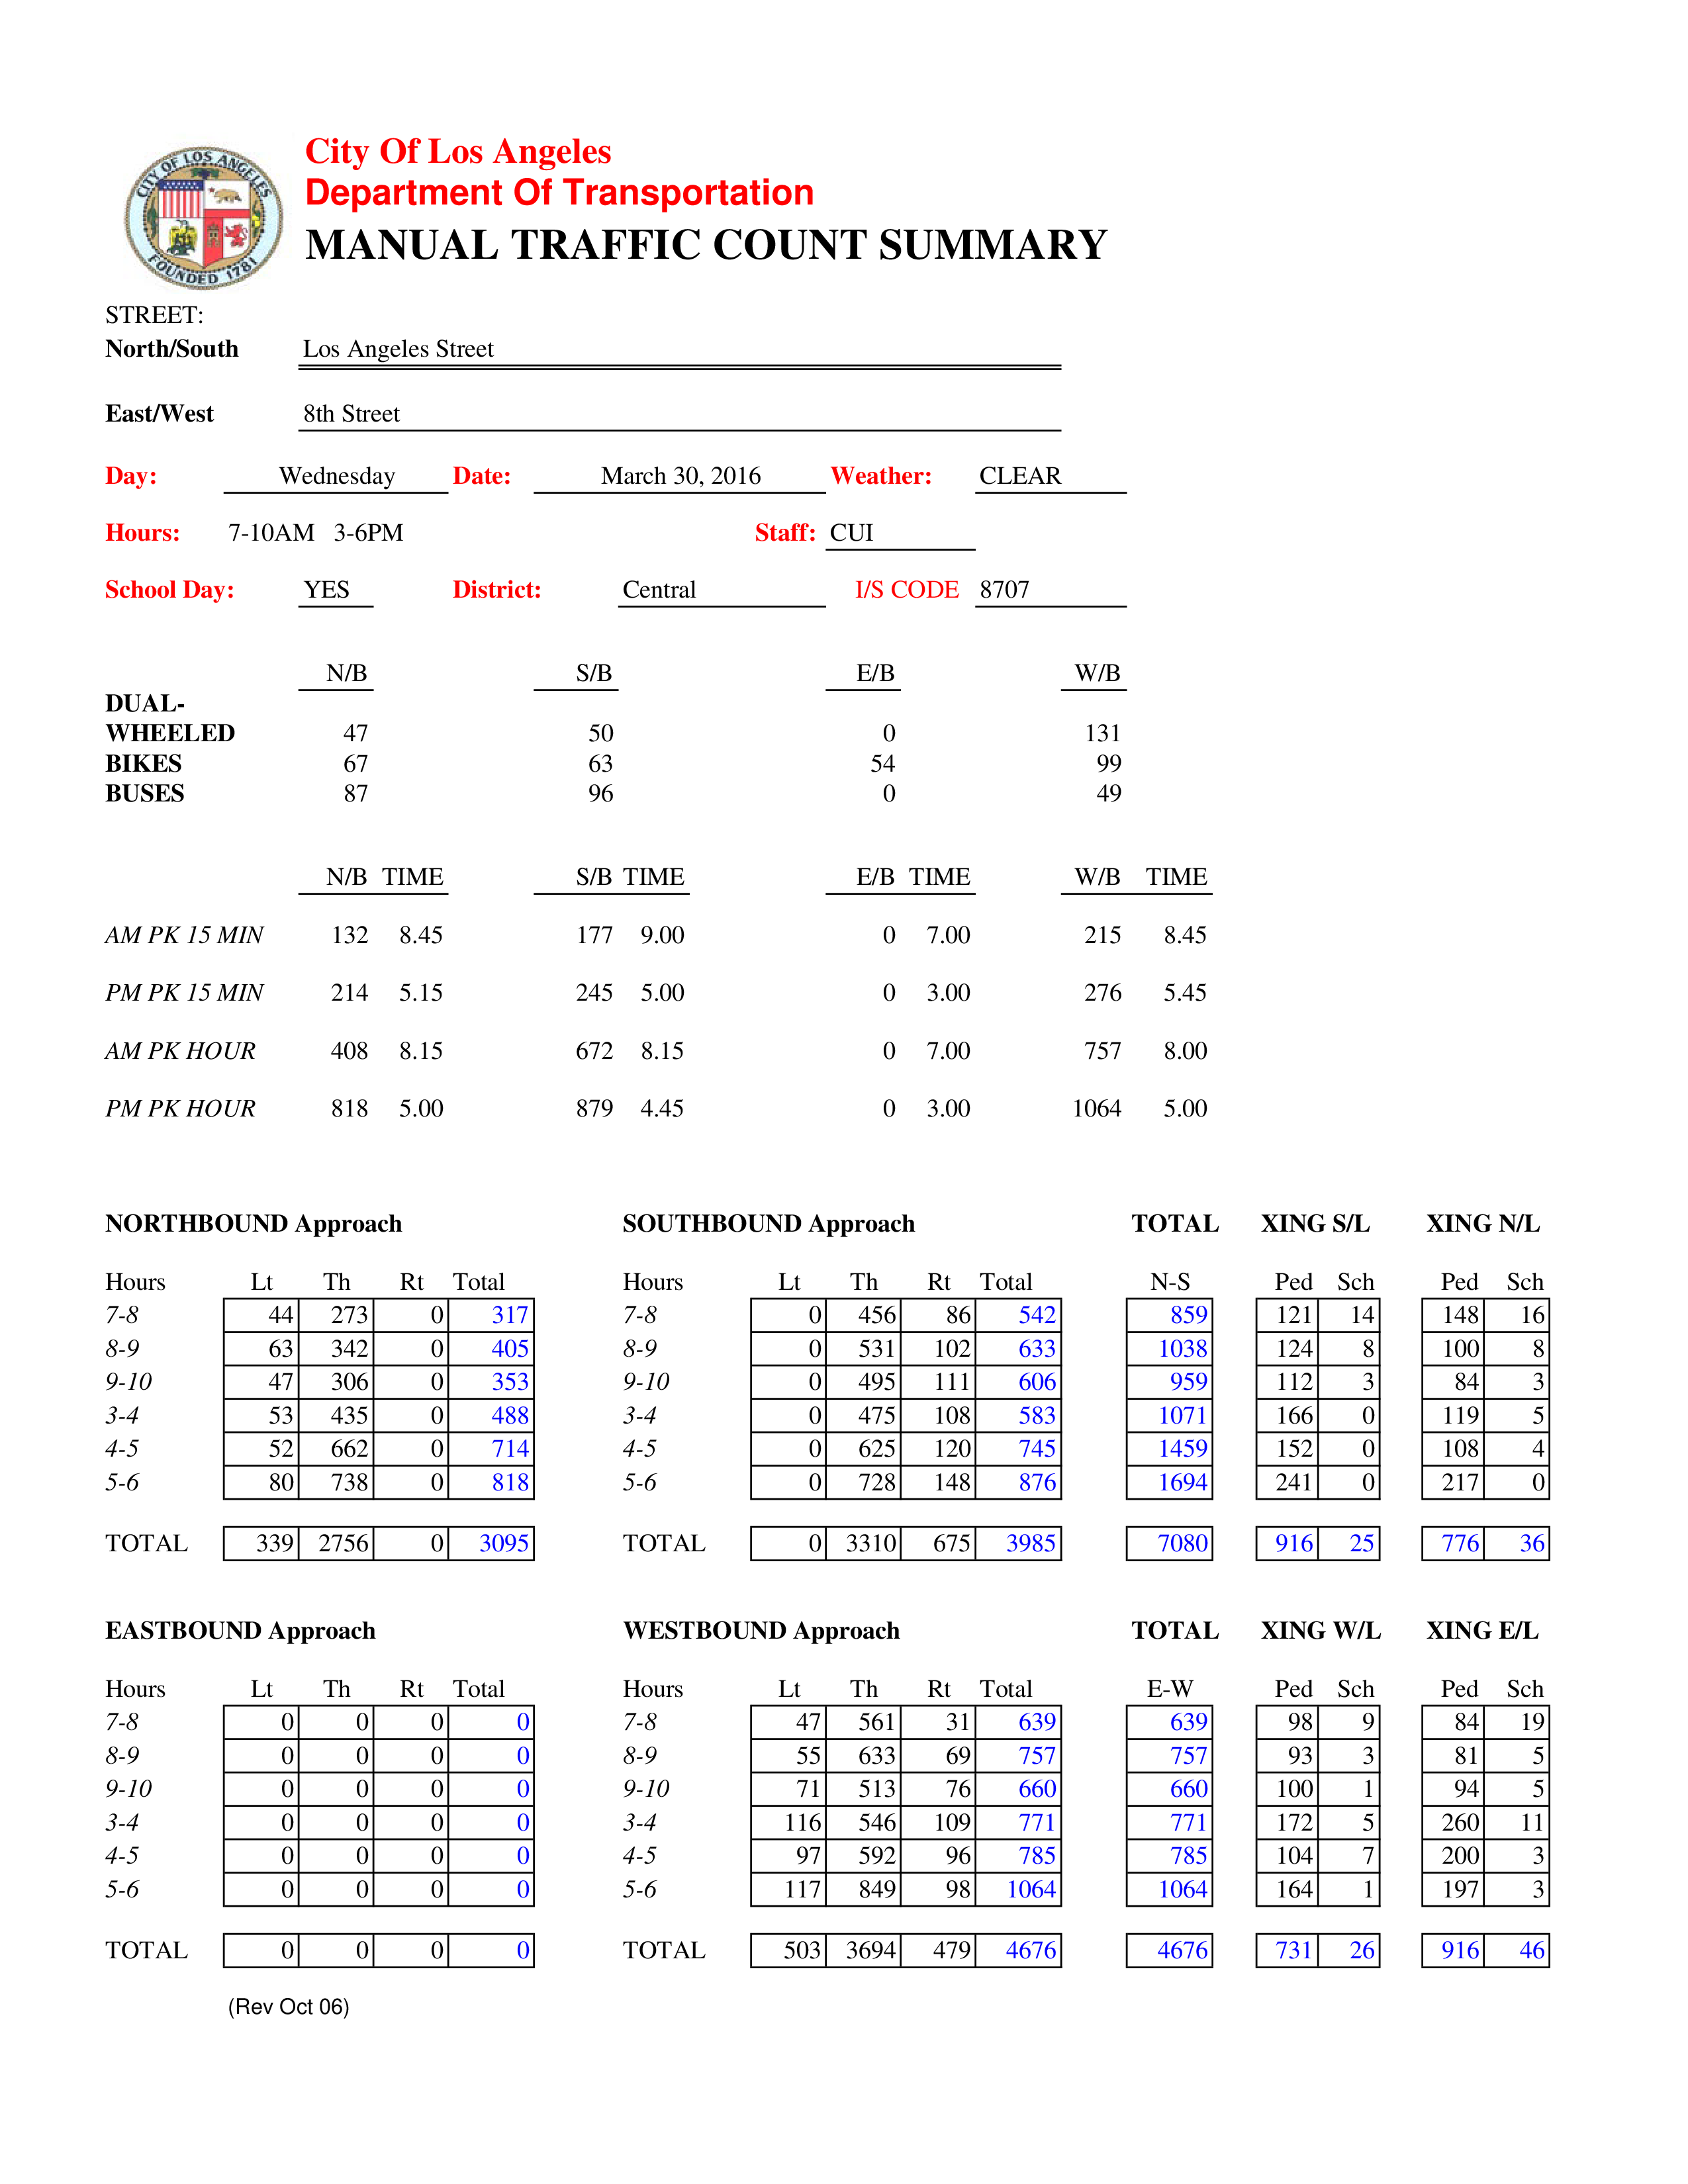 CITY OF LOS ANGELES
FOUNDED 1781
City Of Los Angeles
Department Of Transportation
MANUAL TRAFFIC COUNT SUMMARY
STREET:
North/South Los Angeles Street
East/West 8th Street
Day: Wednesday Date: March 30, 2016 Weather: CLEAR
Hours: 7-10AM 3-6PM Staff: CUI
School Day: YES District: Central I/S CODE 8707
N/B S/B E/B W/B
DUAL-
WHEELED 47 50 0 131
BIKES 67 63 54 99
BUSES 87 96 0 49
N/B TIME S/B TIME E/B TIME W/B TIME
AM PK 15 MIN 132 8.45 177 9.00 0 7.00 215 8.45
PM PK 15 MIN 214 5.15 245 5.00 0 3.00 276 5.45
AM PK HOUR 408 8.15 672 8.15 0 7.00 757 8.00
PM PK HOUR 818 5.00 879 4.45 0 3.00 1064 5.00
NORTHBOUND Approach SOUTHBOUND Approach TOTAL XING S/L XING N/L
Hours Lt Th Rt Total Hours Lt Th Rt Total N-S Ped Sch Ped Sch
7-8 44 273 0 317 7-8 0 456 86 542 859 121 14 148 16
8-9 63 342 0 405 8-9 0 531 102 633 1038 124 8 100 8
9-10 47 306 0 353 9-10 0 495 111 606 959 112 3 84 3
3-4 53 435 0 488 3-4 0 475 108 583 1071 166 0 119 5
4-5 52 662 0 714 4-5 0 625 120 745 1459 152 0 108 4
5-6 80 738 0 818 5-6 0 728 148 876 1694 241 0 217 0
TOTAL 339 2756 0 3095 TOTAL 0 3310 675 3985 7080 916 25 776 36
EASTBOUND Approach WESTBOUND Approach TOTAL XING W/L XING E/L
Hours Lt Th Rt Total Hours Lt Th Rt Total E-W Ped Sch Ped Sch
7-8 0 0 0 0 7-8 47 561 31 639 639 98 9 84 19
8-9 0 0 0 0 8-9 55 633 69 757 757 93 3 81 5
9-10 0 0 0 0 9-10 71 513 76 660 660 100 1 94 5
3-4 0 0 0 0 3-4 116 546 109 771 771 172 5 260 11
4-5 0 0 0 0 4-5 97 592 96 785 785 104 7 200 3
5-6 0 0 0 0 5-6 117 849 98 1064 1064 164 1 197 3
TOTAL 0 0 0 0 TOTAL 503 3694 479 4676 4676 731 26 916 46
(Rev Oct 06)